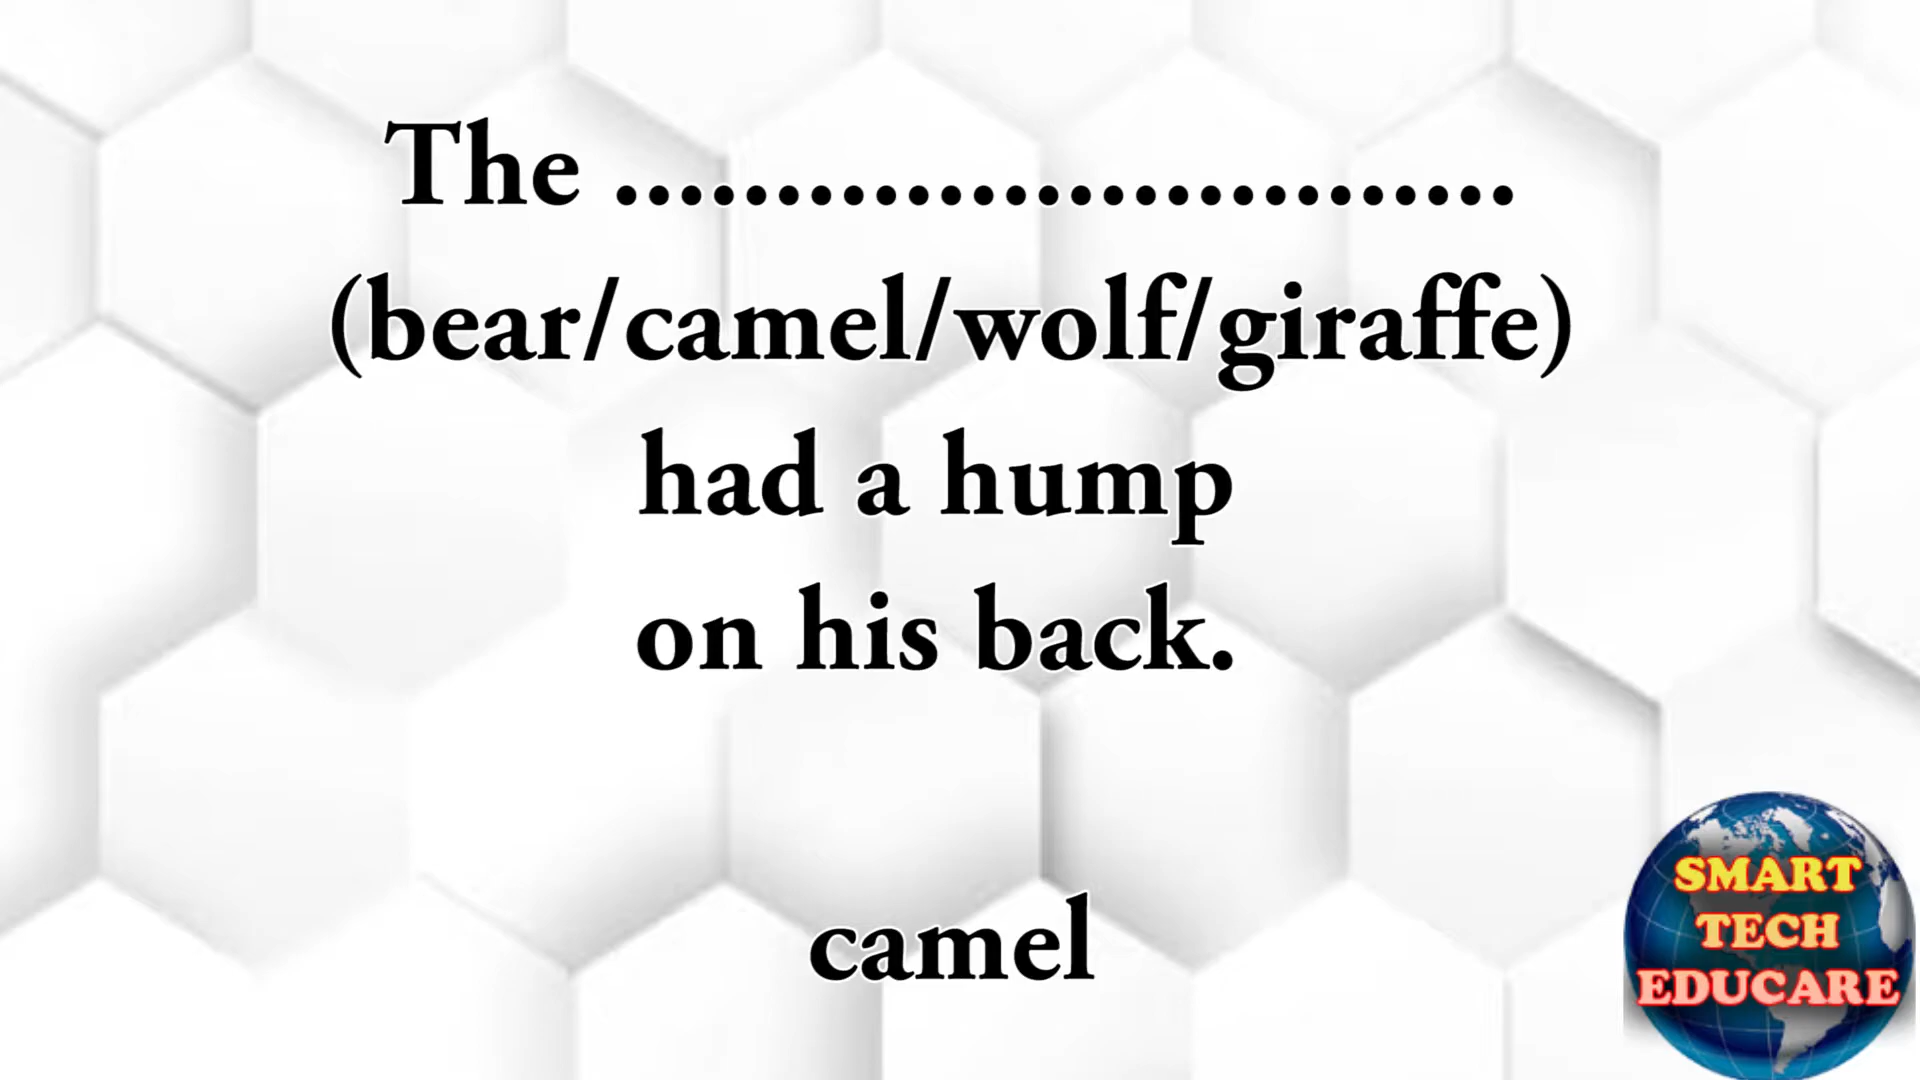 The ............................
(bear/camel/wolf/giraffe)
had a hump
on his back.
camel
SMART
TECH
EDUCARE